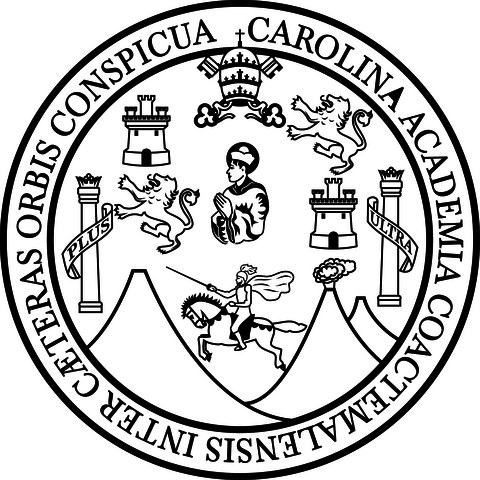 CAROLINA ACADEMIA COACTEMALENSIS INTER CÆTERAS ORBIS CONSPICUA
PLUS
ULTRA